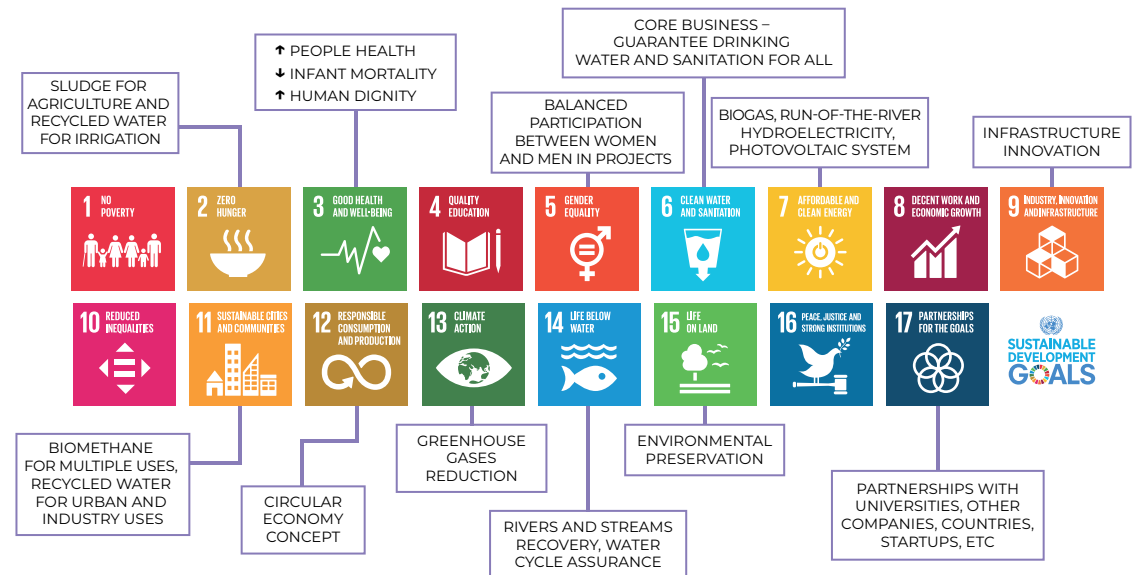 SLUDGE FOR
AGRICULTURE AND
RECYCLED WATER
FOR IRRIGATION
↑ PEOPLE HEALTH
↓ INFANT MORTALITY
↑ HUMAN DIGNITY
BALANCED
PARTICIPATION
BETWEEN WOMEN
AND MEN IN PROJECTS
CORE BUSINESS –
GUARANTEE DRINKING
WATER AND SANITATION FOR ALL
BIOGAS, RUN-OF-THE-RIVER
HYDROELECTRICITY,
PHOTOVOLTAIC SYSTEM
INFRASTRUCTURE
INNOVATION
1 NO
POVERTY
2 ZERO
HUNGER
3 GOOD HEALTH
AND WELL-BEING
4 QUALITY
EDUCATION
5 GENDER
EQUALITY
6 CLEAN WATER
AND SANITATION
7 AFFORDABLE AND
CLEAN ENERGY
8 DECENT WORK AND
ECONOMIC GROWTH
9 INDUSTRY, INNOVATION
AND INFRASTRUCTURE
10 REDUCED
INEQUALITIES
11 SUSTAINABLE CITIES
AND COMMUNITIES
12 RESPONSIBLE
CONSUMPTION
AND PRODUCTION
13 CLIMATE
ACTION
14 LIFE BELOW
WATER
15 LIFE
ON LAND
16 PEACE, JUSTICE AND
STRONG INSTITUTIONS
17 PARTNERSHIPS
FOR THE GOALS
SUSTAINABLE
DEVELOPMENT
GOALS
BIOMETHANE
FOR MULTIPLE USES,
RECYCLED WATER
FOR URBAN AND
INDUSTRY USES
CIRCULAR
ECONOMY
CONCEPT
GREENHOUSE
GASES
REDUCTION
RIVERS AND STREAMS
RECOVERY, WATER
CYCLE ASSURANCE
ENVIRONMENTAL
PRESERVATION
PARTNERSHIPS WITH
UNIVERSITIES, OTHER
COMPANIES, COUNTRIES,
STARTUPS, ETC